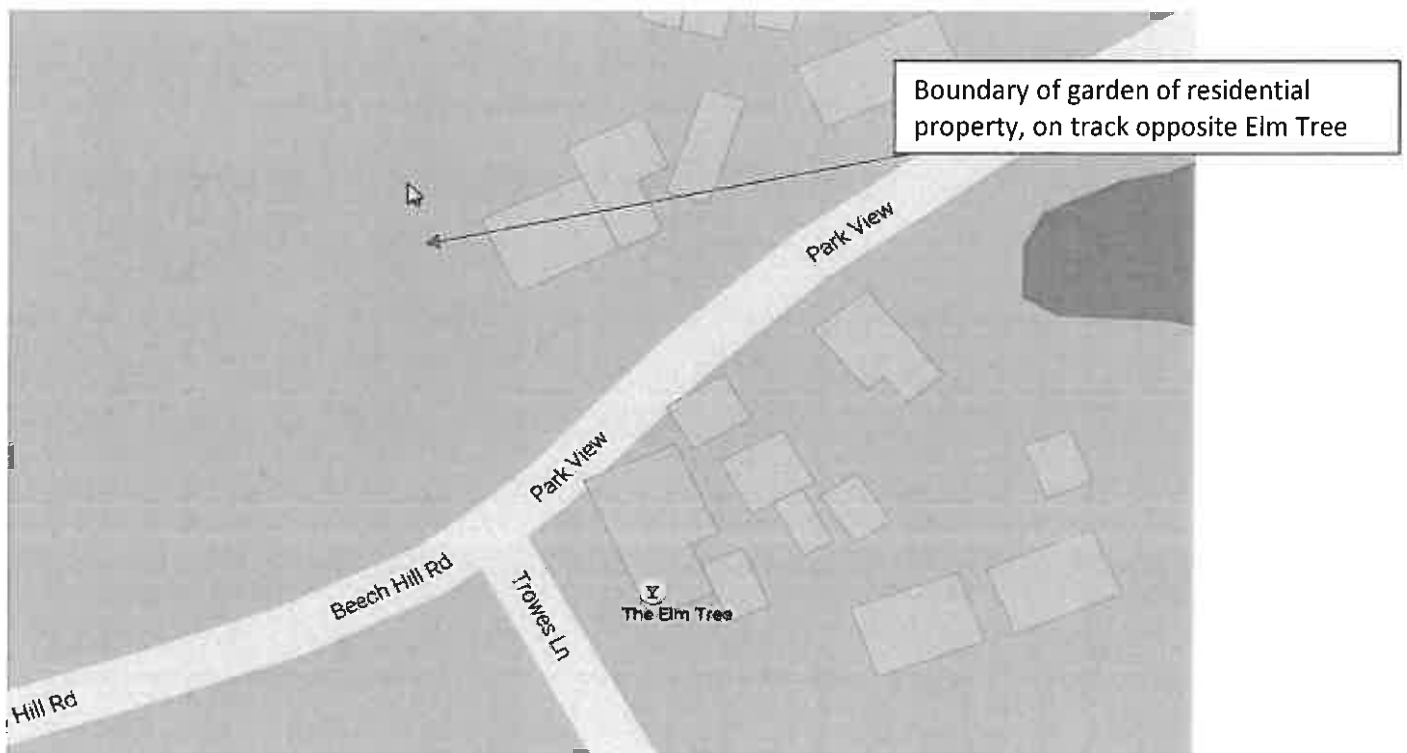 Boundary of garden of residential
property, on track opposite Elm Tree
Park View
Park View
Beech Hill Rd
Trowes Ln
The Elm Tree
Hill Rd